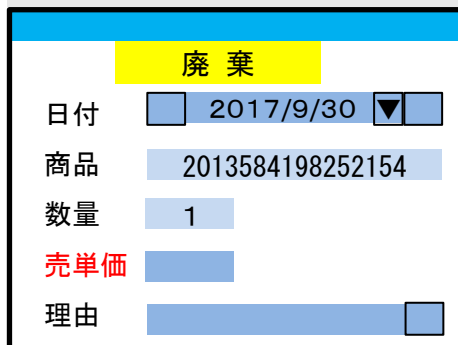 廃 棄
日付 2017/9/30 ▼
商品 2013584198252154
数量 1
売単価
理由